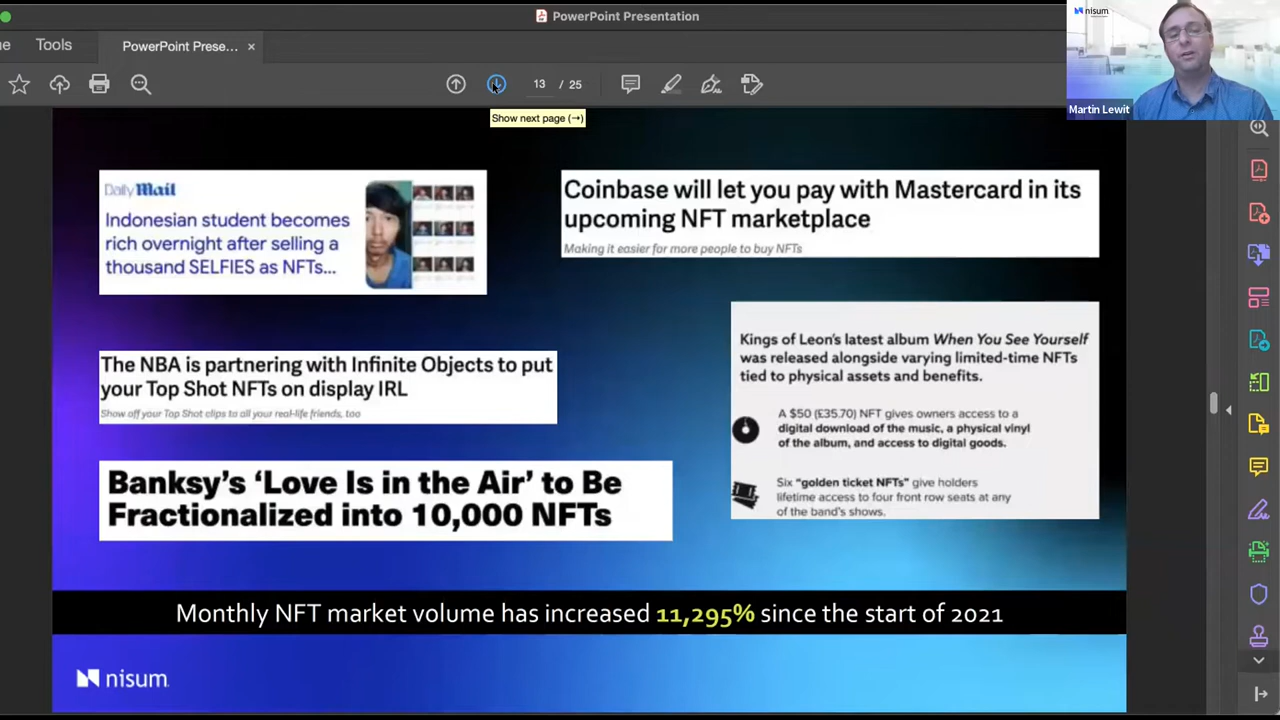 PowerPoint Presentation
Tools
PowerPoint Prese...
×
13 / 25
Show next page (→)
nisum
Martin Lewit
Daily Mail
Indonesian student becomes
rich overnight after selling a
thousand SELFIES as NFTs...
Coinbase will let you pay with Mastercard in its
upcoming NFT marketplace
Making it easier for more people to buy NFTs
The NBA is partnering with Infinite Objects to put
your Top Shot NFTs on display IRL
Show off your Top Shot clips to all your real-life friends, too
Kings of Leon's latest album When You See Yourself
was released alongside varying limited-time NFTs
tied to physical assets and benefits.
A $50 (£35.70) NFT gives owners access to a
digital download of the music, a physical vinyl
of the album, and access to digital goods.
Six “golden ticket NFTs” give holders
lifetime access to four front row seats at any
of the band's shows.
Banksy’s ‘Love Is in the Air’ to Be
Fractionalized into 10,000 NFTs
Monthly NFT market volume has increased 11,295% since the start of 2021
nisum